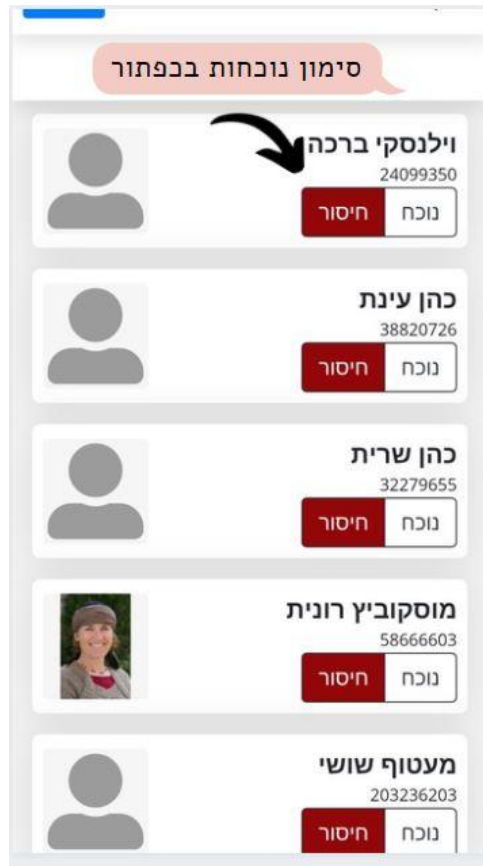 סימון נוכחות בכפתור
וילנסקי ברכה
24099350
נוכח חיסור
כהן עינת
38820726
נוכח חיסור
כהן שרית
32279655
נוכח חיסור
מוסקוביץ רונית
58666603
נוכח חיסור
מעטוף שושי
203236203
נוכח חיסור